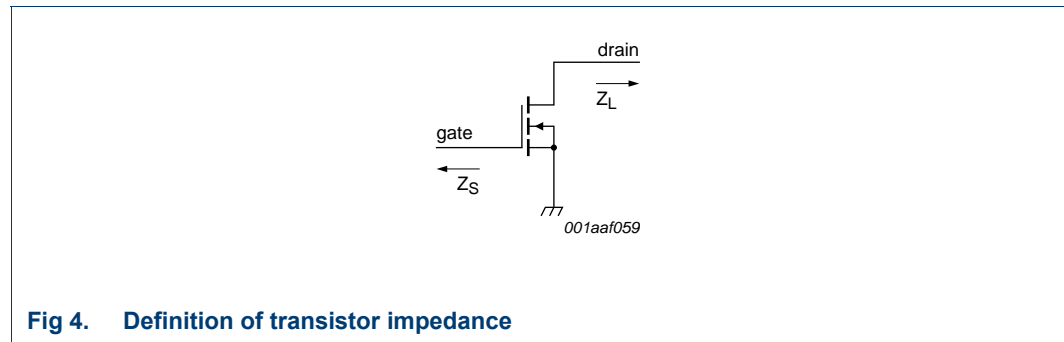 drain
Z_L
gate
Z_S
001aaf059
Fig 4. Definition of transistor impedance